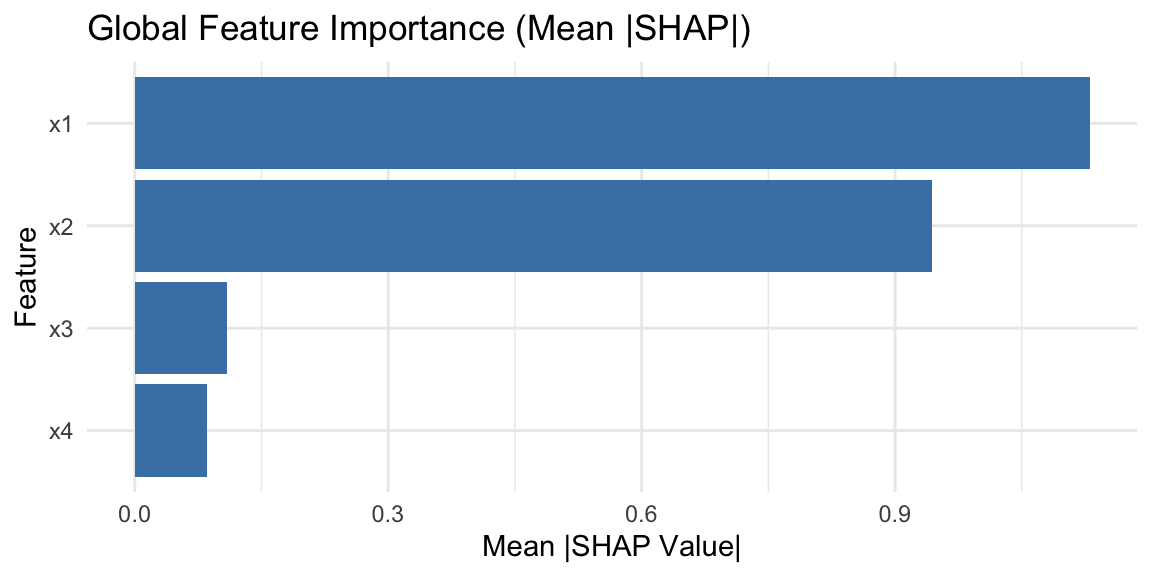 Global Feature Importance (Mean |SHAP|)
Feature
x1
x2
x3
x4
0.0 0.3 0.6 0.9
Mean |SHAP Value|